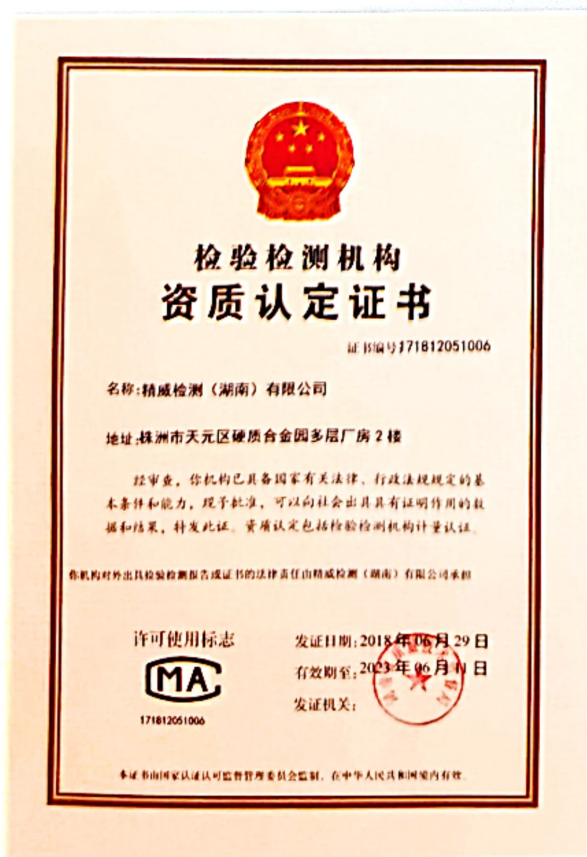 检验检测机构
资质认定证书
证书编号:171812051006
名称:精威检测（湖南）有限公司
地址:株洲市天元区硬质合金园多层厂房2楼
经审查，你机构已具备国家有关法律、行政法规规定的基
本条件和能力，现予批准，可以向社会出具具有证明作用的数
据和结果，特发此证。资质认定包括检验检测机构计量认证。
你机构对外出具检验检测报告或证书的法律责任由精威检测（湖南）有限公司承担
许可使用标志
MA
171812051006
发证日期:2018年06月29日
有效期至:2023年06月11日
发证机关:
本证书由国家认证认可监督管理委员会监制，在中华人民共和国境内有效。